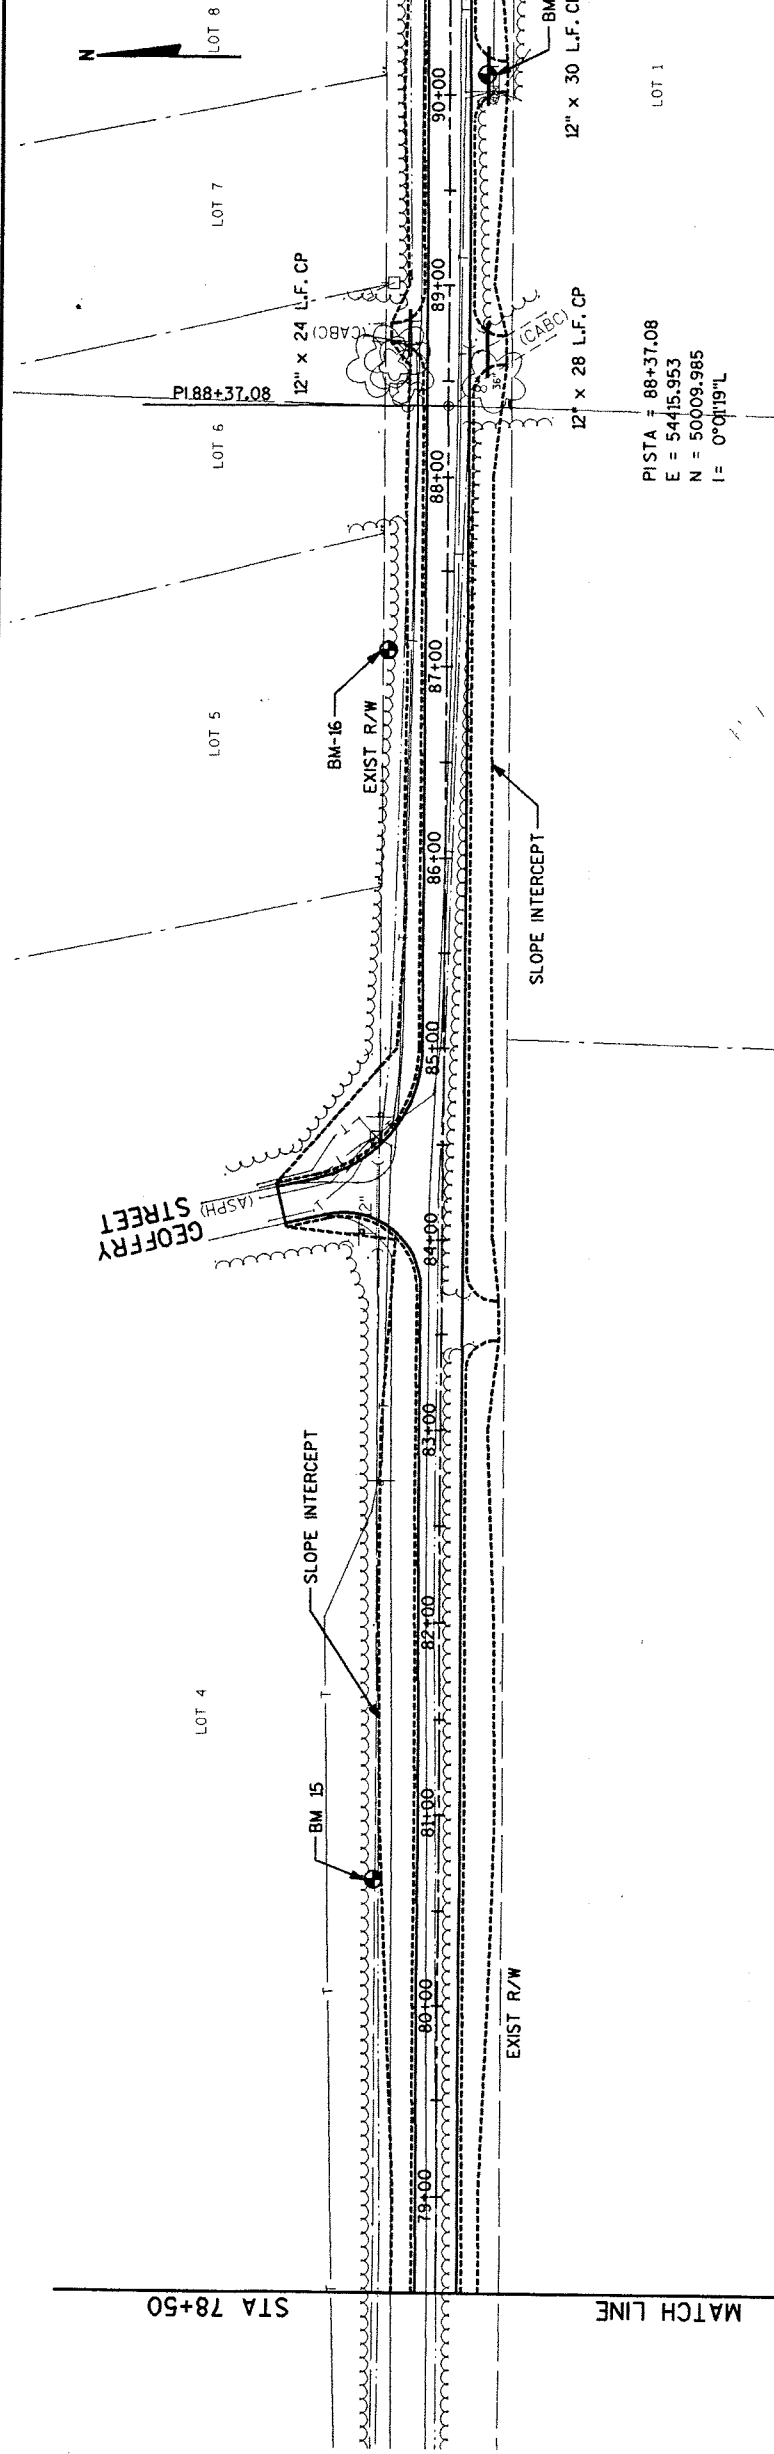 N
LOT 8
LOT 7
LOT 6
LOT 5
LOT 4
LOT 1
GEOFFRY
STREET
(ASPH)
STA 78+50
MATCH LINE
BM 15
SLOPE INTERCEPT
BM-16
EXIST R/W
PI 88+37.08
12" x 24 L.F. CP
(CABC)
T
T
T
T
T
T
12"
79+00
80+00
81+00
82+00
83+00
84+00
85+00
86+00
87+00
88+00
89+00
90+00
EXIST R/W
SLOPE INTERCEPT
8"
36"
(CABC)
12" x 28 L.F. CP
12" x 30 L.F. C
BM
PI STA = 88+37.08
E = 54415.953
N = 50009.985
I = 0°01'19"L